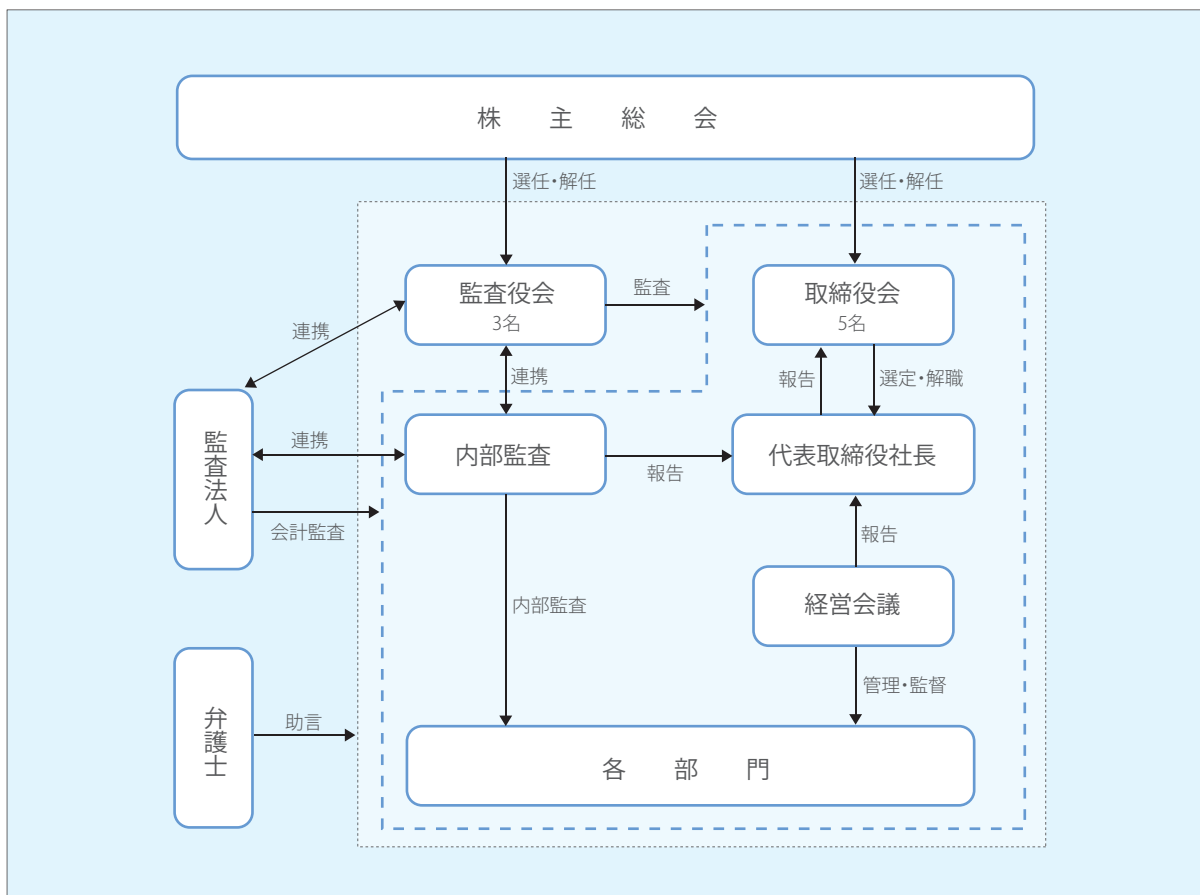 株主総会
選任・解任
選任・解任
監査役会
3名
監査
取締役会
5名
連携
連携
報告
選定・解職
監査法人
連携
内部監査
報告
代表取締役社長
会計監査
報告
内部監査
経営会議
管理・監督
弁護士
助言
各部門